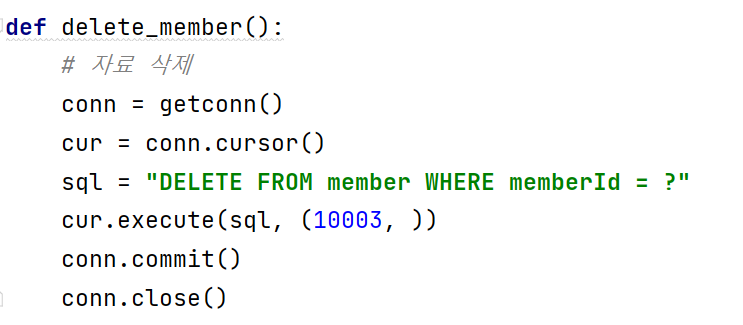 def delete_member():
    # 자료 삭제
    conn = getconn()
    cur = conn.cursor()
    sql = "DELETE FROM member WHERE memberId = ?"
    cur.execute(sql, (10003, ))
    conn.commit()
    conn.close()